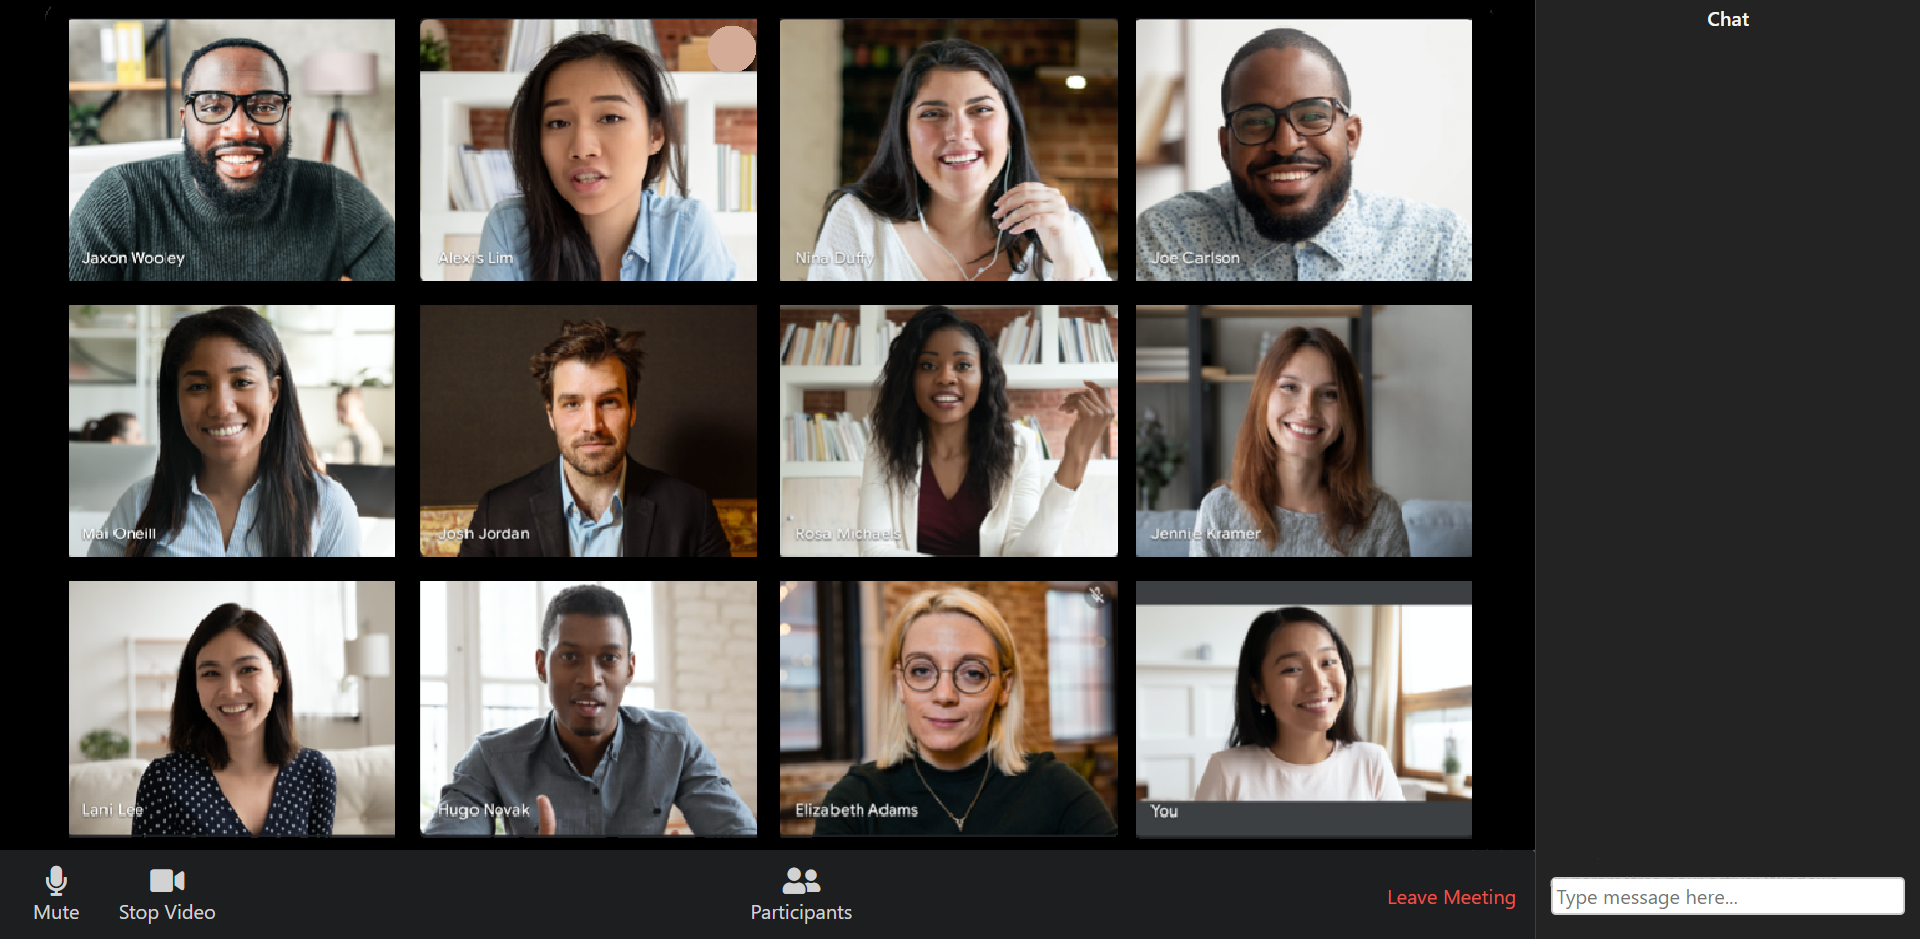 Chat
Jaxon Wooley
Alexis Lim
Nina Duffy
Joe Carlson
Mai Oneill
Josh Jordan
Rosa Michaels
Jennie Kramer
Lani Lee
Hugo Novak
Elizabeth Adams
You
Mute
Stop Video
Participants
Leave Meeting
Type message here...